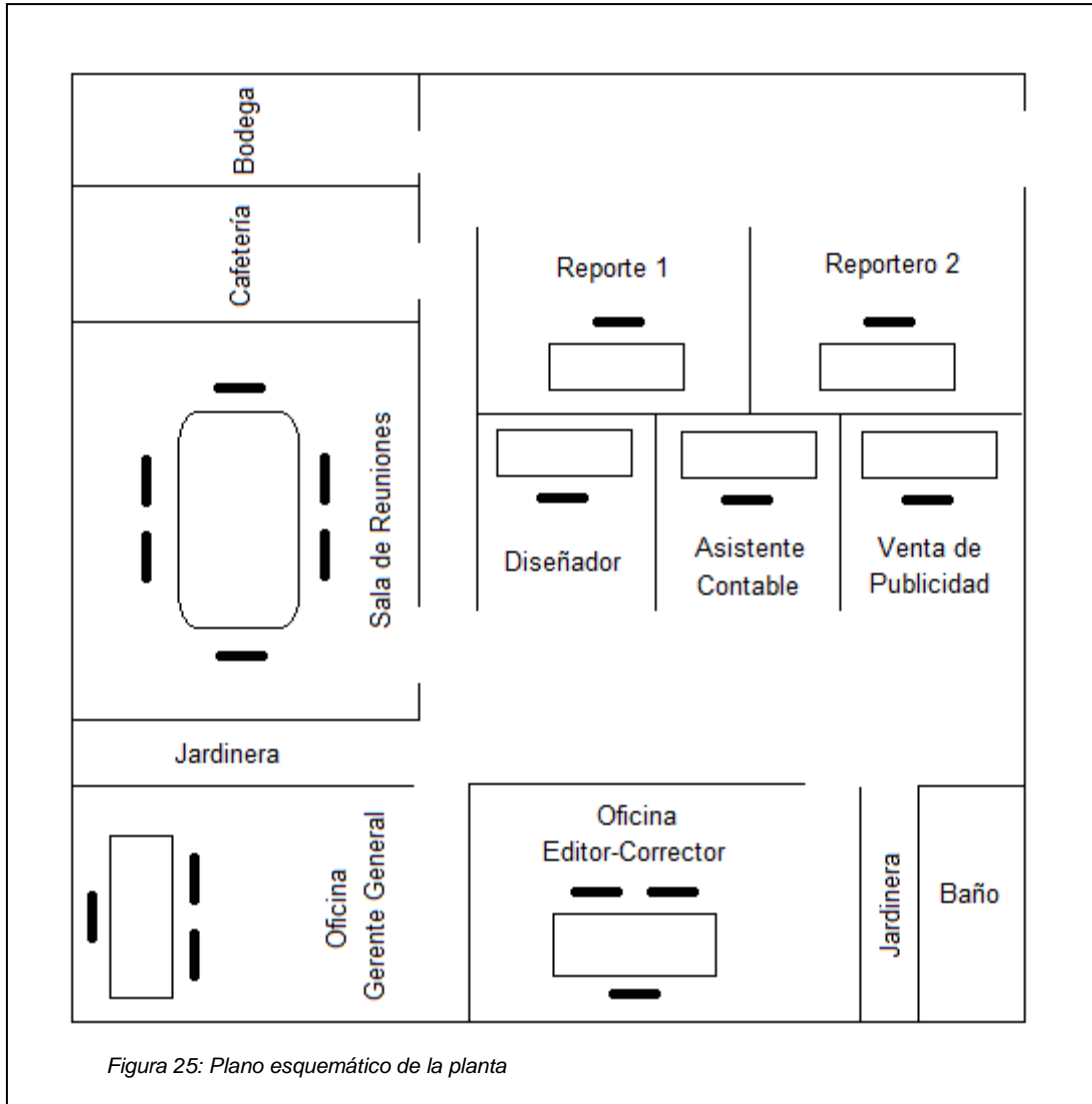 Bodega
Cafetería
Sala de Reuniones
Reporte 1
Reportero 2
Diseñador
Asistente
Contable
Venta de
Publicidad
Jardinera
Oficina
Gerente General
Oficina
Editor-Corrector
Jardinera
Baño
Figura 25: Plano esquemático de la planta